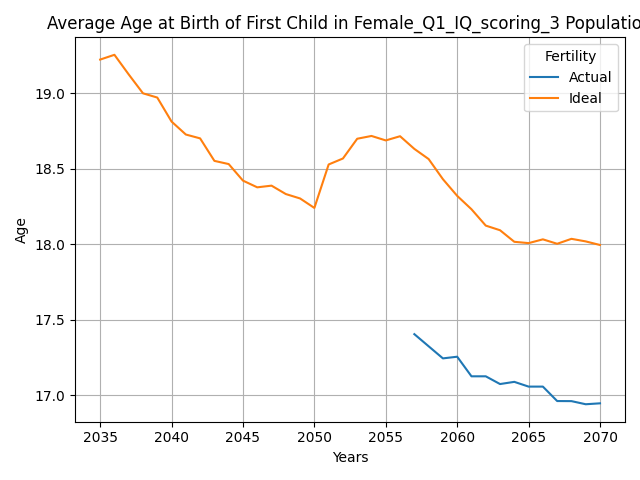 Average Age at Birth of First Child in Female_Q1_IQ_scoring_3 Populatio
Fertility
Actual
Ideal
19.0
18.5
18.0
17.5
17.0
Age
2035 2040 2045 2050 2055 2060 2065 2070
Years